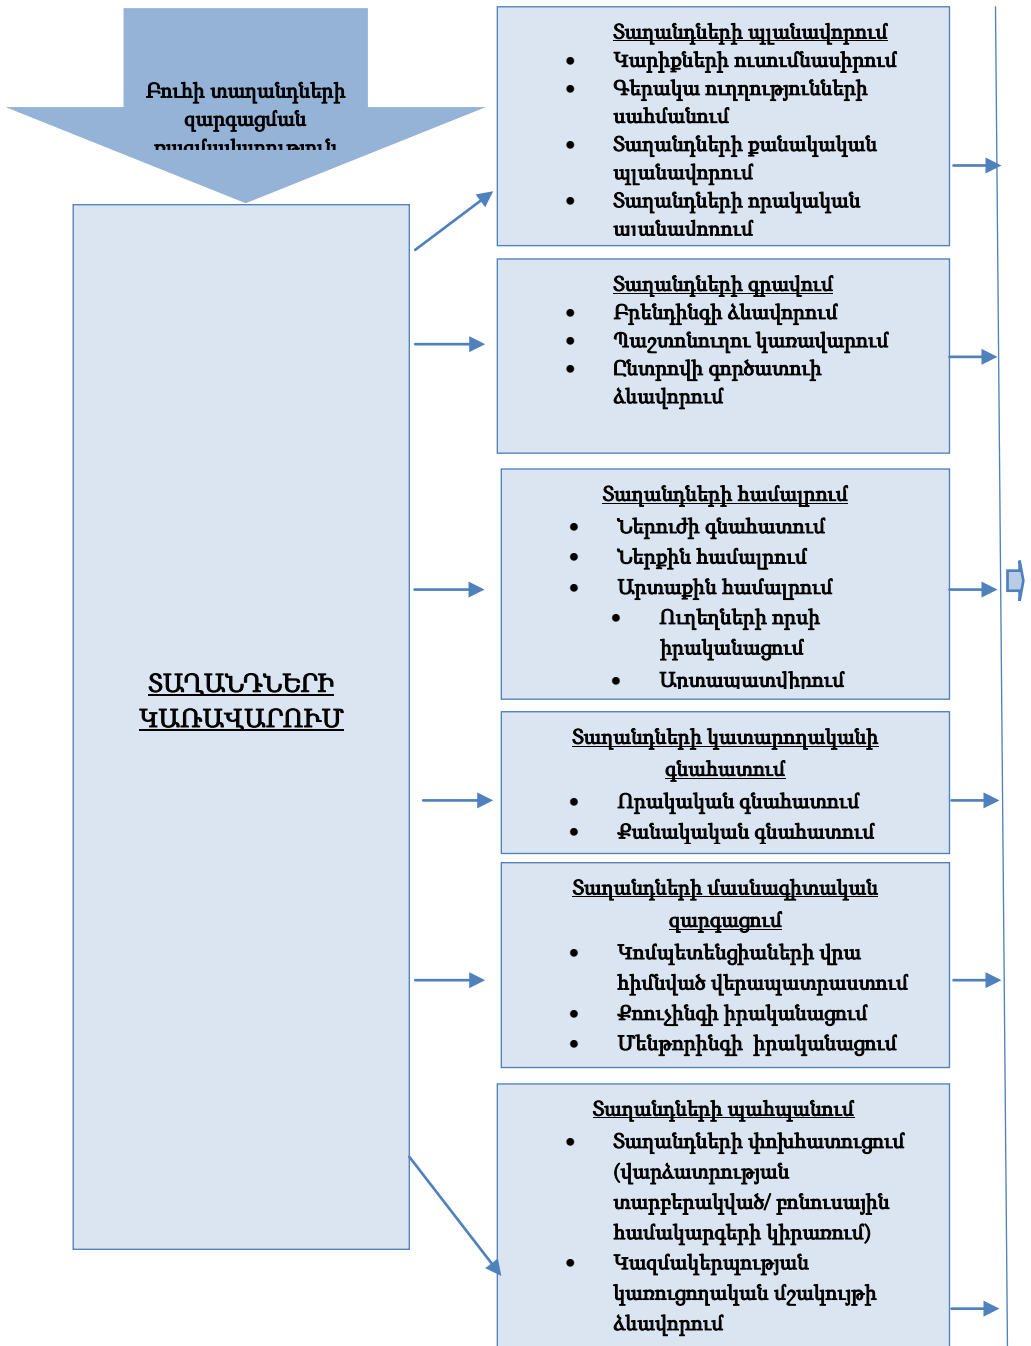 Բուհի տաղանդների
զարգացման
Տաղանդների պլանավորում
Կարիքների ուսումնասիրում
Գերակա ուղղությունների
սահմանում
Տաղանդների քանակական
պլանավորում
Տաղանդների որակական
պլանավորում
Տաղանդների գրավում
Բրենդինգի ձևավորում
Պաշտոնուղու կառավարում
Ընտրովի գործատուի
ձևավորում
ՏԱՂԱՆԴՆԵՐԻ
ԿԱՌԱՎԱՐՈՒՄ
Տաղանդների համալրում
Ներուժի գնահատում
Ներքին համալրում
Արտաքին համալրում
Ուղեղների որսի
իրականացում
Արտապատվիրում
Տաղանդների կատարողականի
գնահատում
Որակական գնահատում
Քանակական գնահատում
Տաղանդների մասնագիտական
զարգացում
Կոմպետենցիաների վրա
հիմնված վերապատրաստում
Քոուչինգի իրականացում
Մենթորինգի իրականացում
Տաղանդների պահպանում
Տաղանդների փոխհատուցում
(վարձատրության
տարբերակված/ բոնուսային
համակարգերի կիրառում)
Կազմակերպության
կառուցողական մշակույթի
ձևավորում